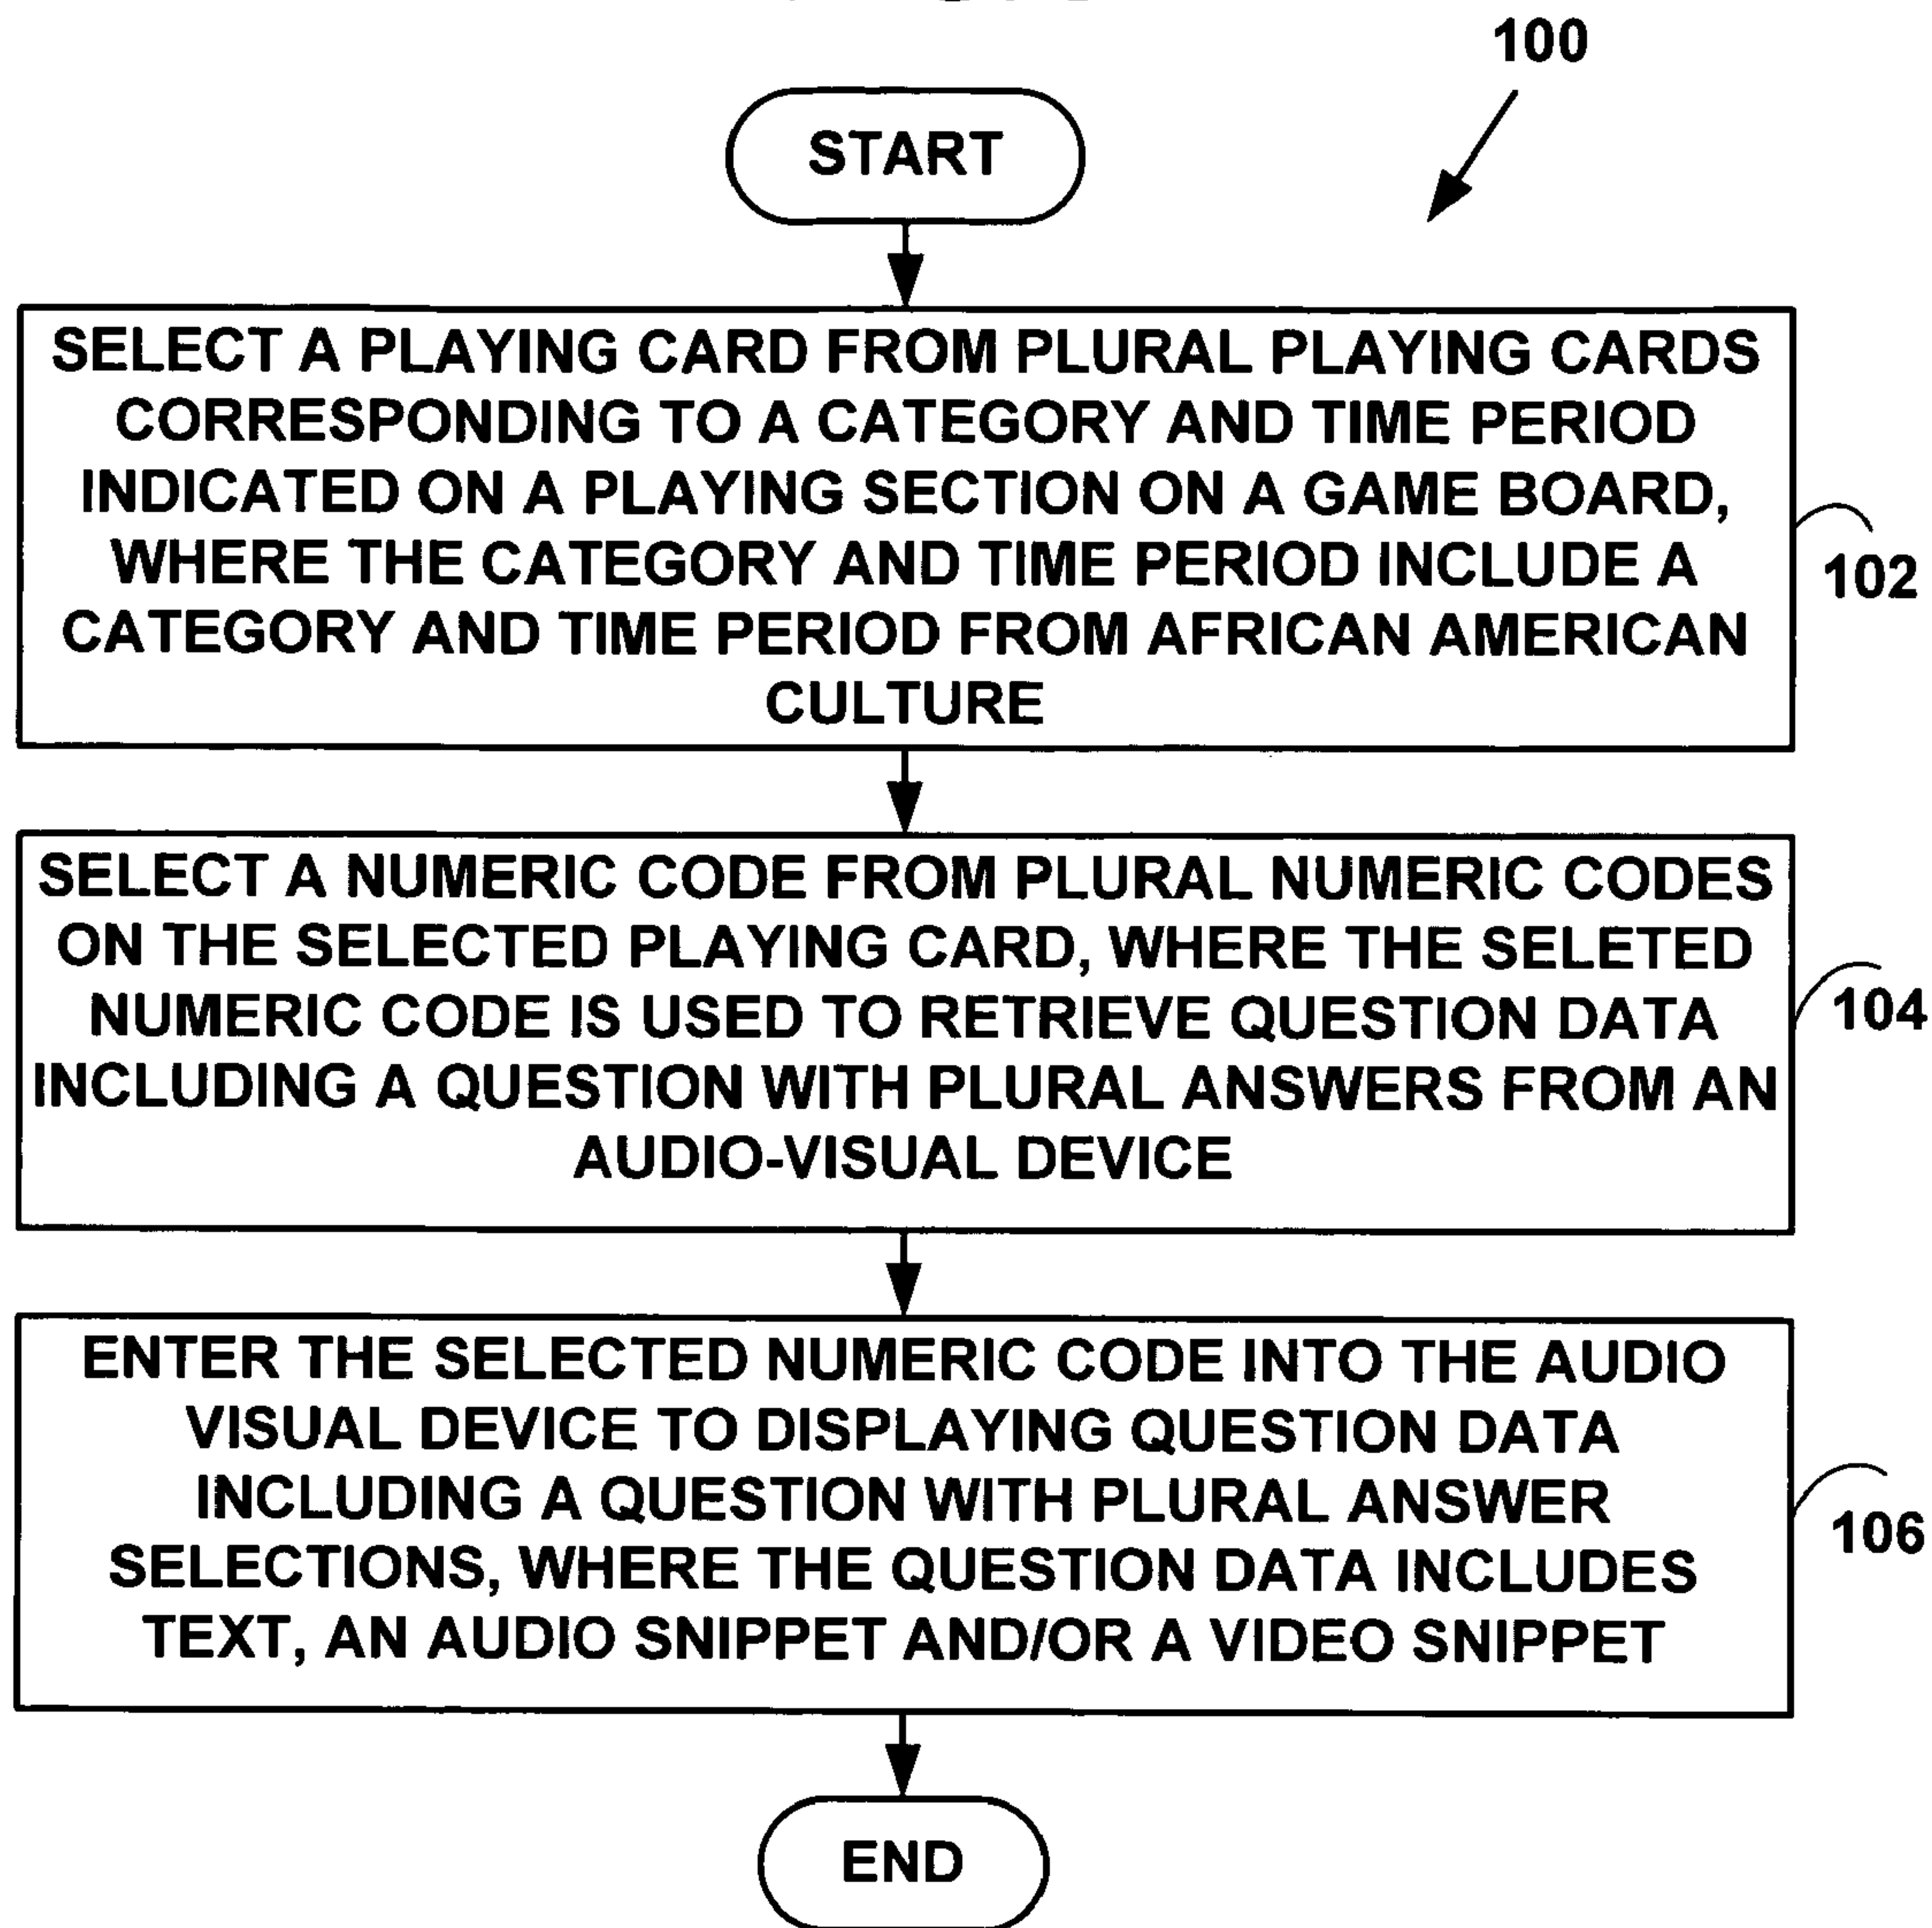 100
START
SELECT A PLAYING CARD FROM PLURAL PLAYING CARDS
CORRESPONDING TO A CATEGORY AND TIME PERIOD
INDICATED ON A PLAYING SECTION ON A GAME BOARD,
WHERE THE CATEGORY AND TIME PERIOD INCLUDE A
CATEGORY AND TIME PERIOD FROM AFRICAN AMERICAN
CULTURE
102
SELECT A NUMERIC CODE FROM PLURAL NUMERIC CODES
ON THE SELECTED PLAYING CARD, WHERE THE SELETED
NUMERIC CODE IS USED TO RETRIEVE QUESTION DATA
INCLUDING A QUESTION WITH PLURAL ANSWERS FROM AN
AUDIO-VISUAL DEVICE
104
ENTER THE SELECTED NUMERIC CODE INTO THE AUDIO
VISUAL DEVICE TO DISPLAYING QUESTION DATA
INCLUDING A QUESTION WITH PLURAL ANSWER
SELECTIONS, WHERE THE QUESTION DATA INCLUDES
TEXT, AN AUDIO SNIPPET AND/OR A VIDEO SNIPPET
106
END